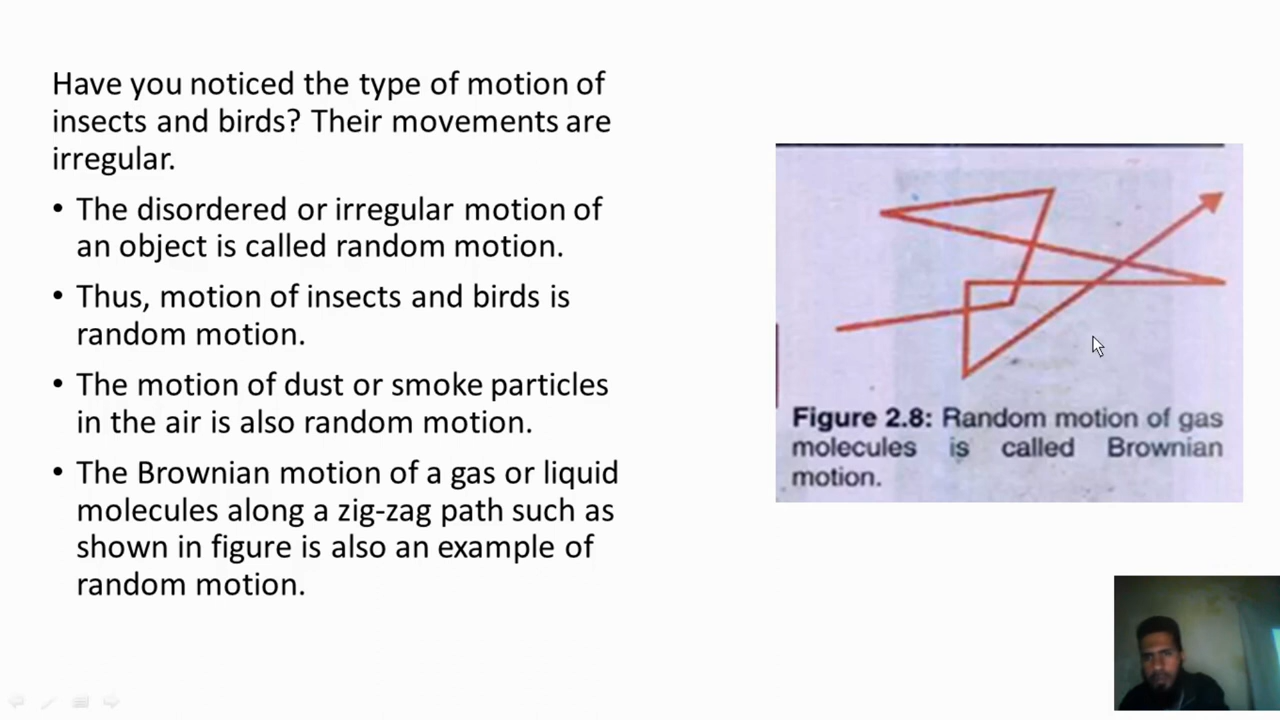 Have you noticed the type of motion of
insects and birds? Their movements are
irregular.
• The disordered or irregular motion of
an object is called random motion.
• Thus, motion of insects and birds is
random motion.
• The motion of dust or smoke particles
in the air is also random motion.
• The Brownian motion of a gas or liquid
molecules along a zig-zag path such as
shown in figure is also an example of
random motion.
Figure 2.8: Random motion of gas
molecules is called Brownian
motion.